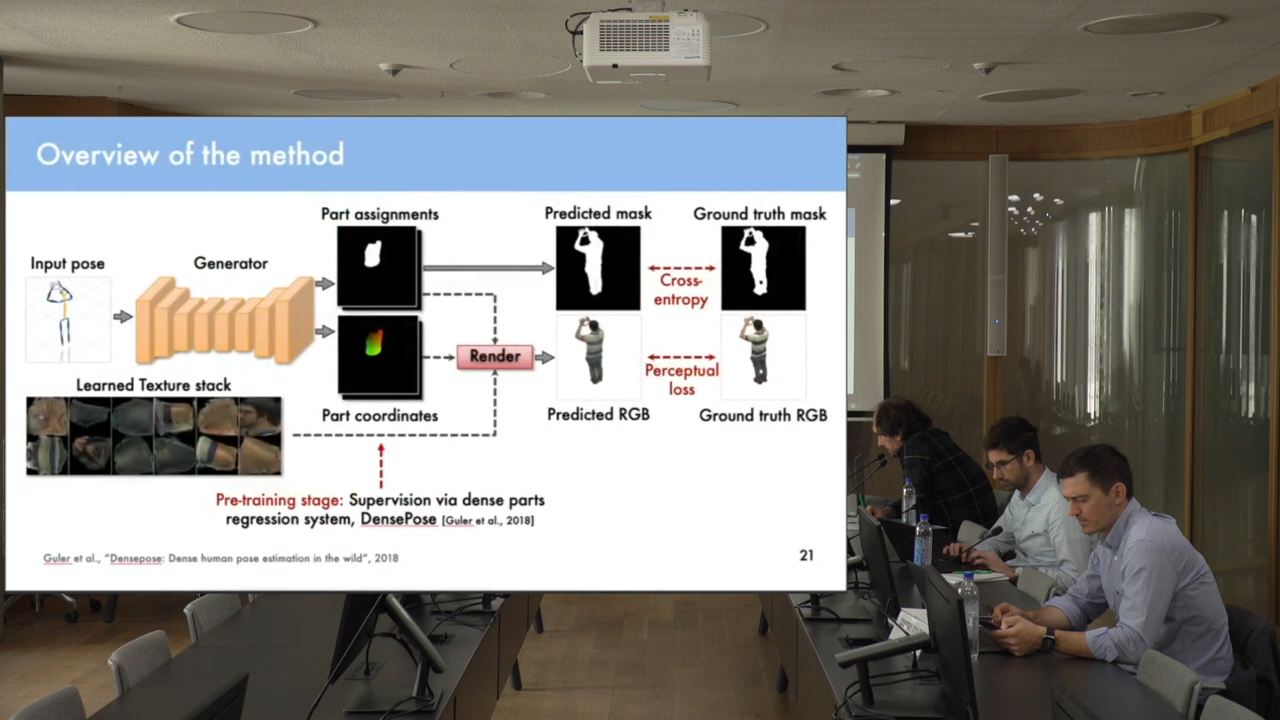 Overview of the method
Part assignments
Predicted mask
Ground truth mask
Input pose
Generator
Cross-
entropy
Render
Learned Texture stack
Perceptual
loss
Part coordinates
Predicted RGB
Ground truth RGB
Pre-training stage: Supervision via dense parts
regression system, DensePose [Guler et al., 2018]
Guler et al., "Densepose: Dense human pose estimation in the wild", 2018
21